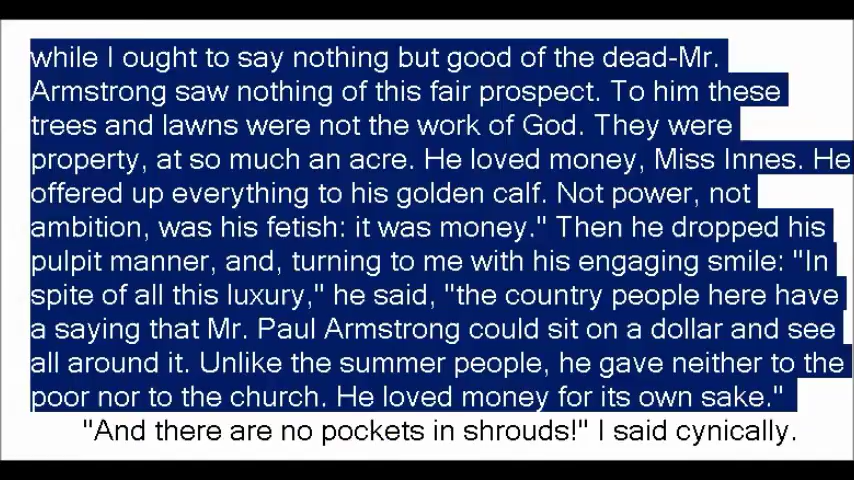 while I ought to say nothing but good of the dead-Mr.
Armstrong saw nothing of this fair prospect. To him these
trees and lawns were not the work of God. They were
property, at so much an acre. He loved money, Miss Innes. He
offered up everything to his golden calf. Not power, not
ambition, was his fetish: it was money." Then he dropped his
pulpit manner, and, turning to me with his engaging smile: "In
spite of all this luxury," he said, "the country people here have
a saying that Mr. Paul Armstrong could sit on a dollar and see
all around it. Unlike the summer people, he gave neither to the
poor nor to the church. He loved money for its own sake."
"And there are no pockets in shrouds!" I said cynically.